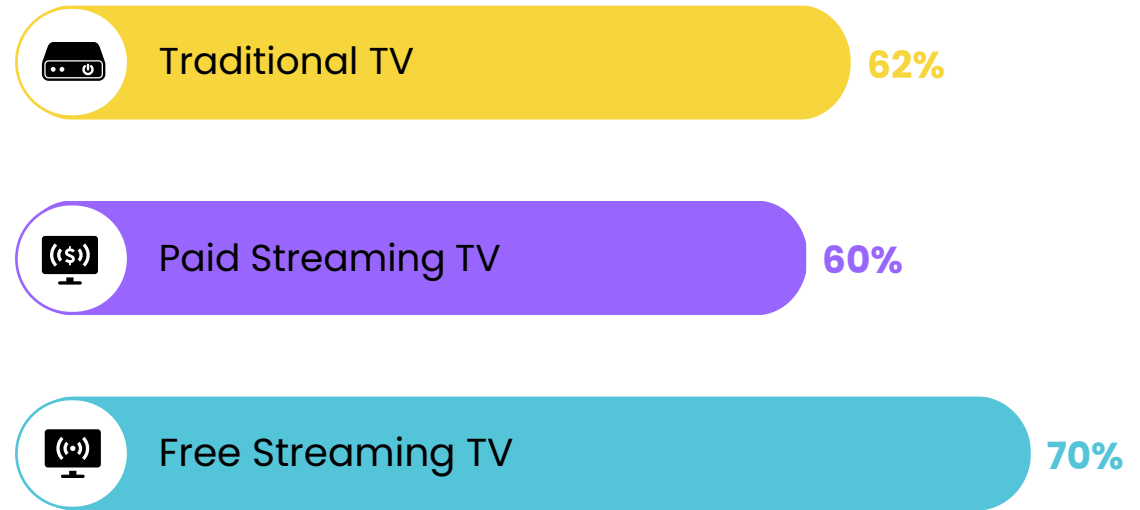 Traditional TV
62%
Paid Streaming TV
60%
Free Streaming TV
70%